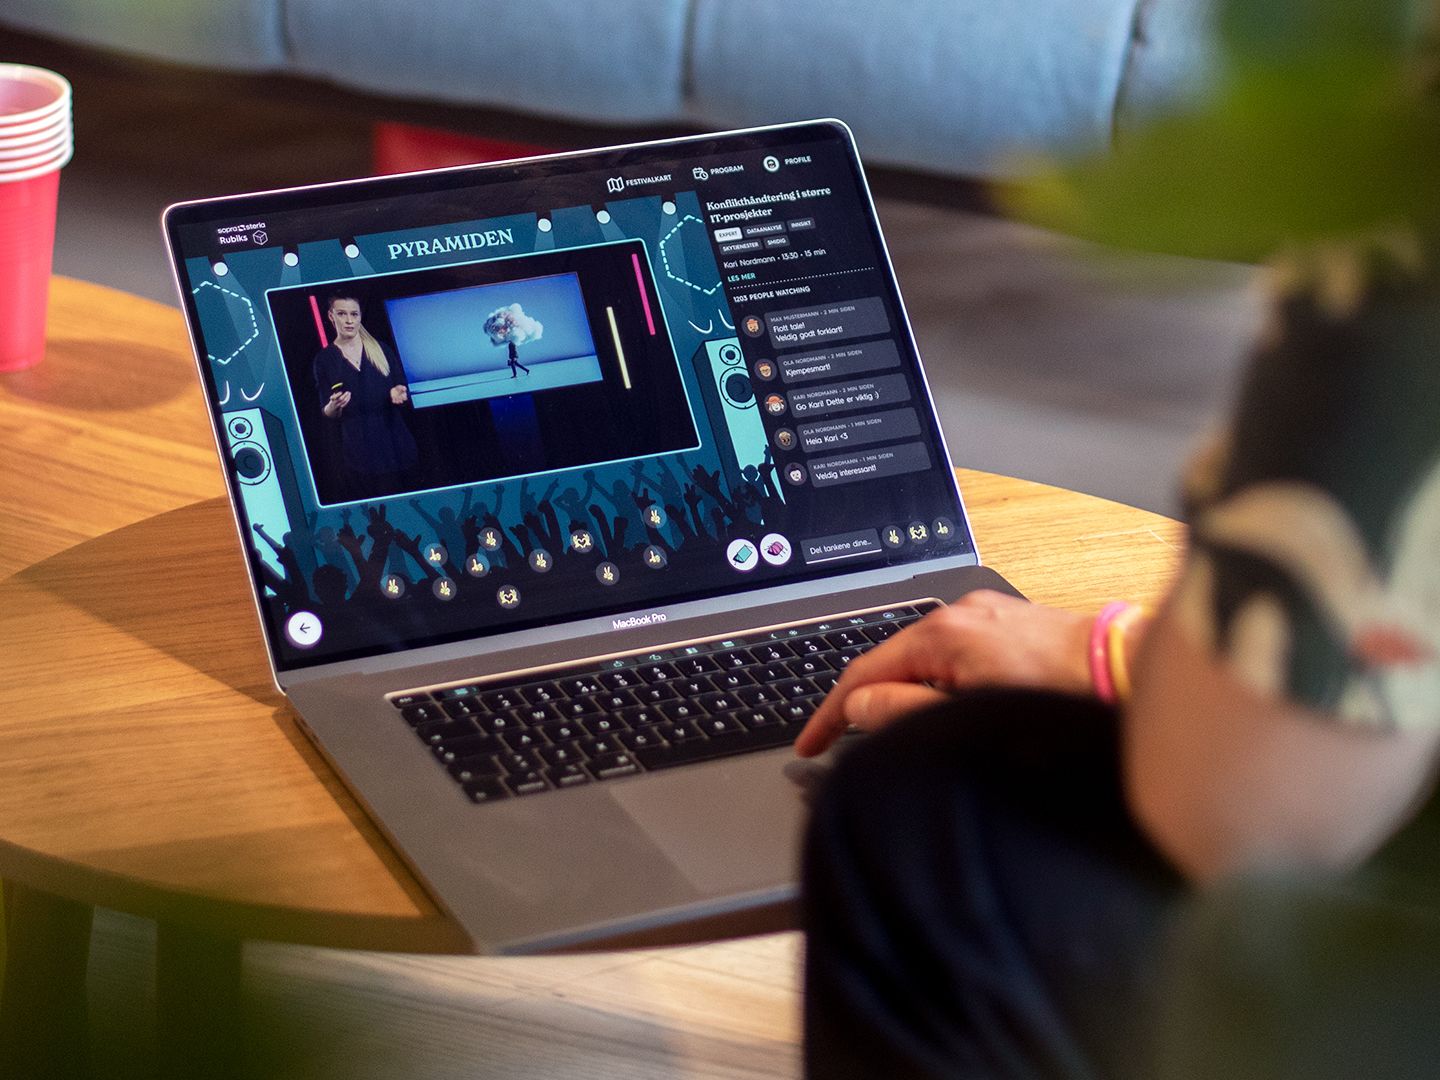 sopra steria
Rubiks
FESTIVALKART
PROGRAM
PROFILE
PYRAMIDEN
Konflikthåndtering i større
IT-prosjekter
EXPERT
DATAANALYSE
INNSIKT
SKYTJENESTER
SMIDIG
Kari Nordmann • 13:30 • 15 min
LES MER
1203 PEOPLE WATCHING
MAX MUSTERMANN • 2 MIN SIDEN
Flott tale!
Veldig godt forklart!
OLA NORDMANN • 2 MIN SIDEN
Kjempesmart!
KARI NORDMANN • 2 MIN SIDEN
Go Kari! Dette er viktig :)
OLA NORDMANN • 1 MIN SIDEN
Heia Kari <3
KARI NORDMANN • 1 MIN SIDEN
Veldig interessant!
Del tankene dine...
MacBook Pro